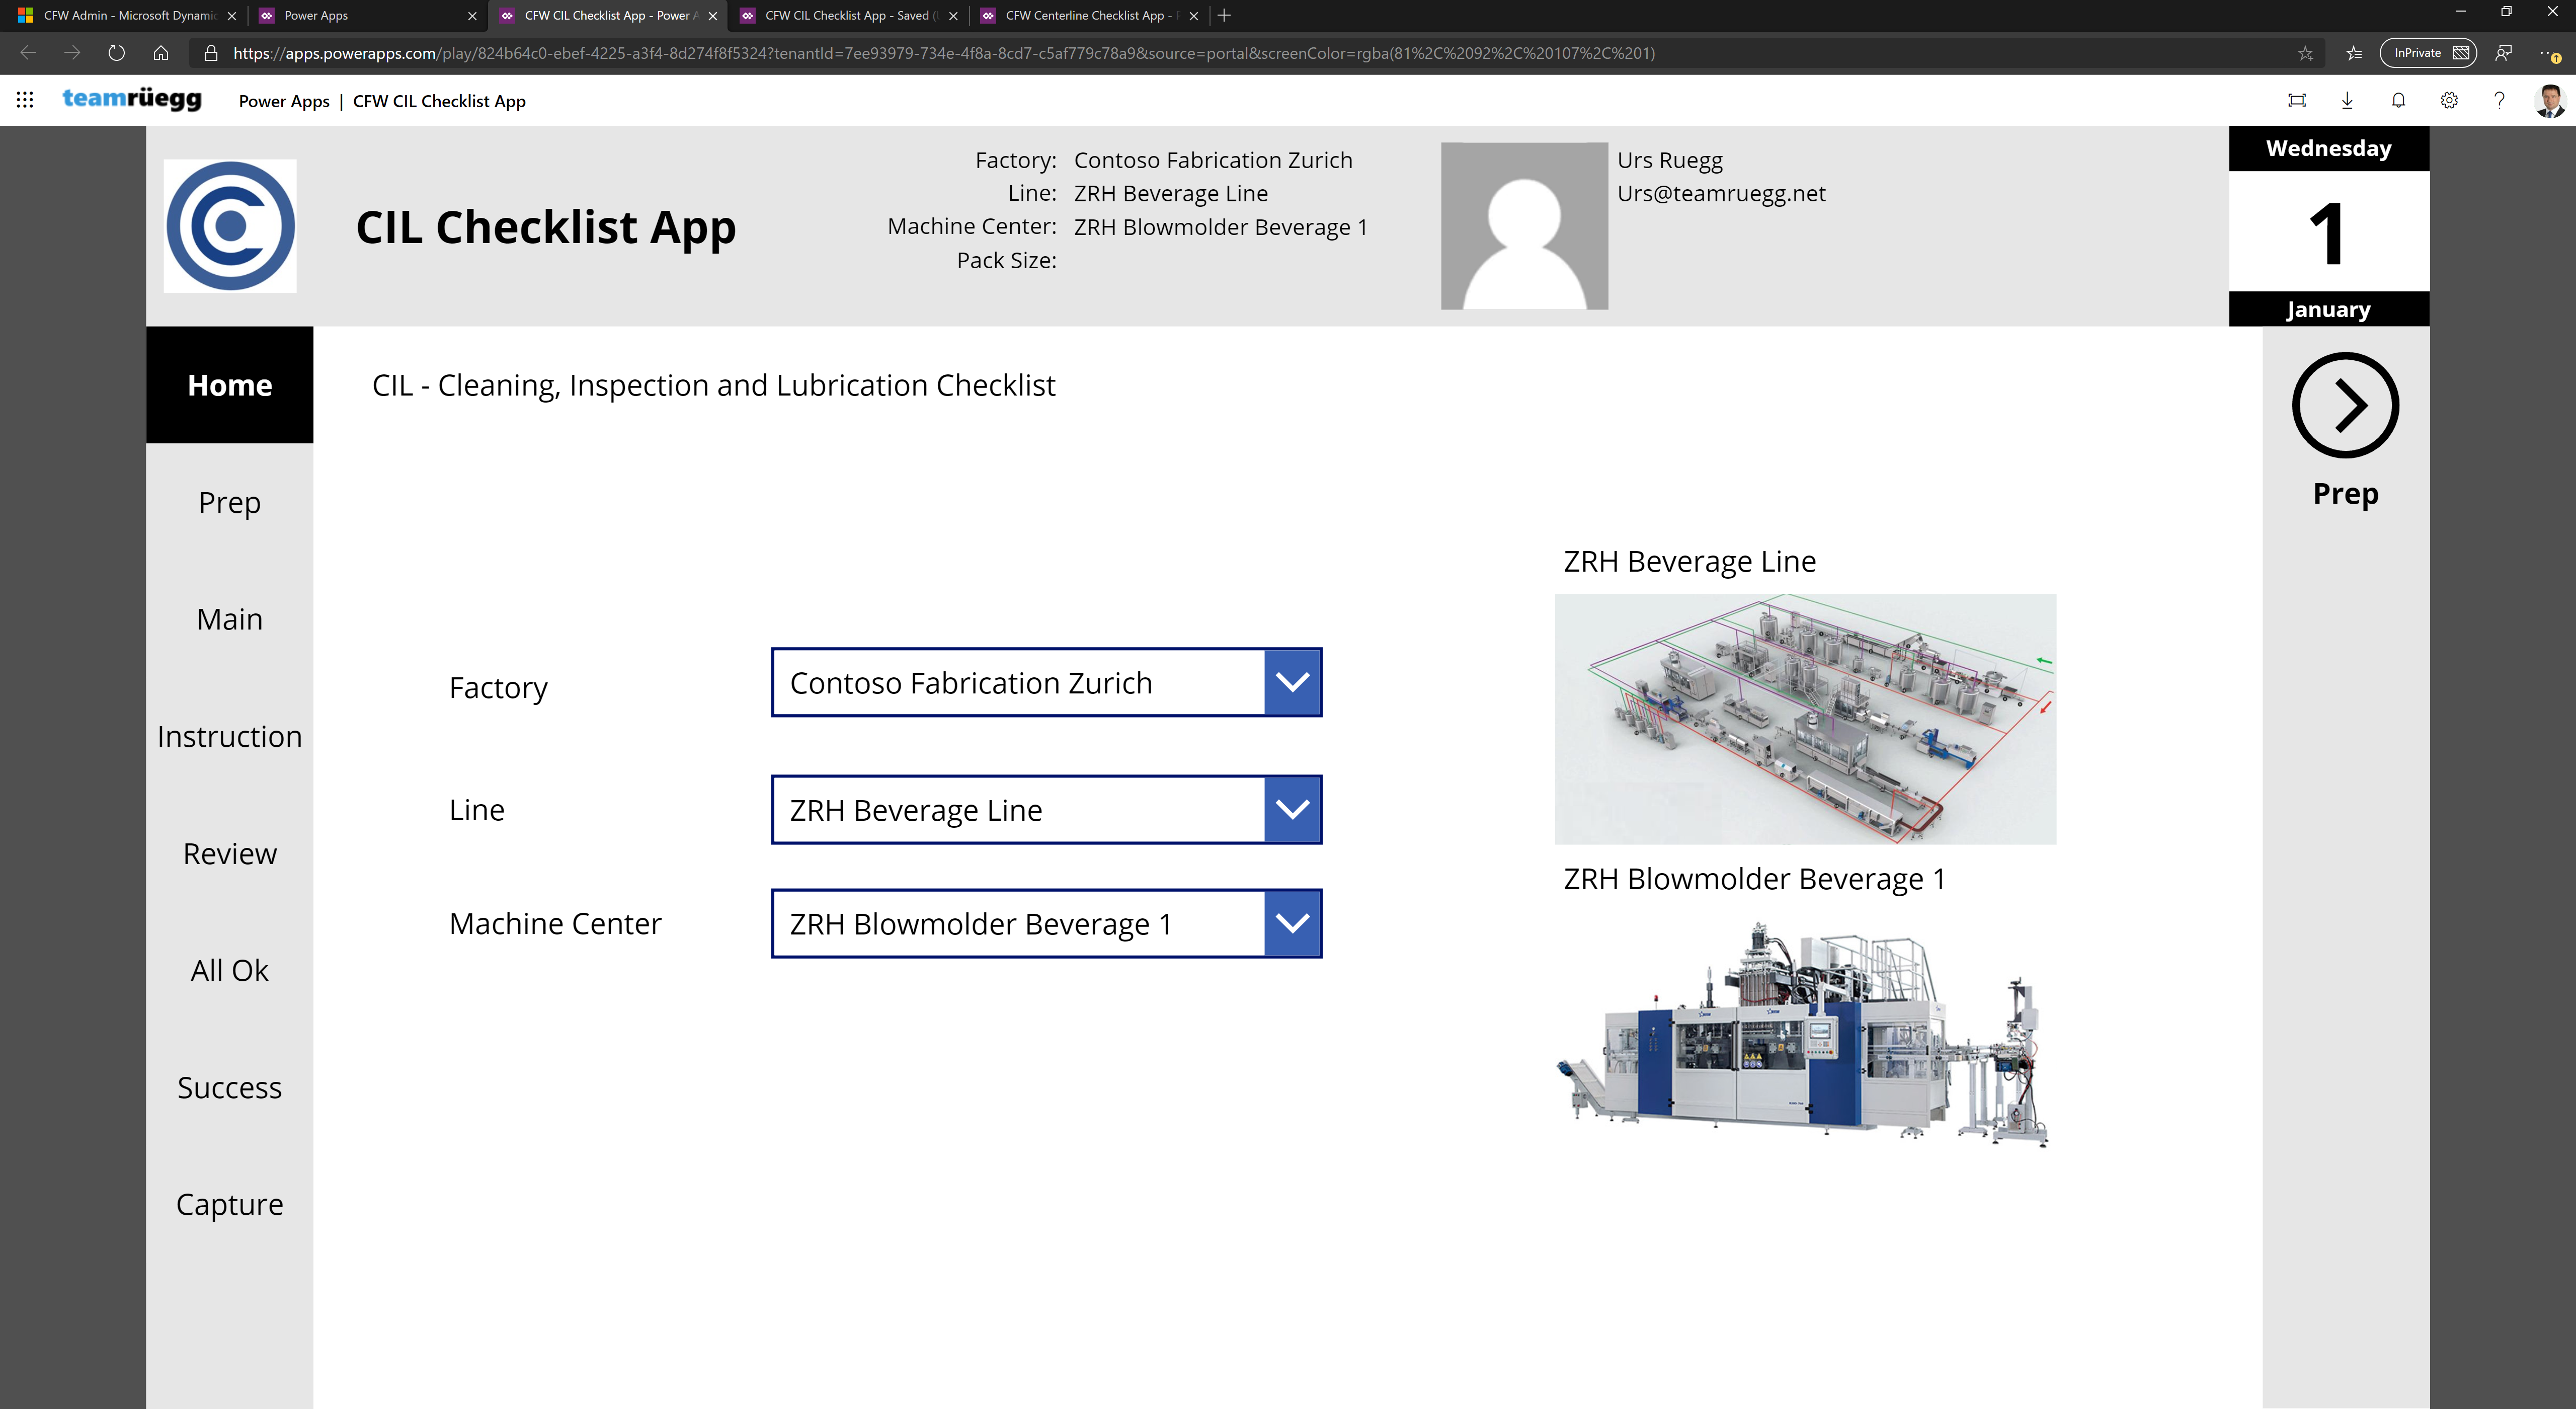 CFW Admin - Microsoft Dynamic
Power Apps
CFW CIL Checklist App - Power A
CFW CIL Checklist App - Saved (
CFW Centerline Checklist App -
https://apps.powerapps.com/play/824b64c0-ebef-4225-a3f4-8d274f8f5324?tenantId=7ee93979-734e-4f8a-8cd7-c5af779c78a9&source=portal&screenColor=rgba(81%2C%2092%2C%20107%2C%201)
InPrivate
teamrüegg
Power Apps | CFW CIL Checklist App
CIL Checklist App
Factory: Contoso Fabrication Zurich
Line: ZRH Beverage Line
Machine Center: ZRH Blowmolder Beverage 1
Pack Size:
Urs Ruegg
Urs@teamruegg.net
Wednesday
1
January
Home
Prep
Main
Instruction
Review
All Ok
Success
Capture
CIL - Cleaning, Inspection and Lubrication Checklist
Factory
Contoso Fabrication Zurich
Line
ZRH Beverage Line
Machine Center
ZRH Blowmolder Beverage 1
ZRH Beverage Line
ZRH Blowmolder Beverage 1
Prep